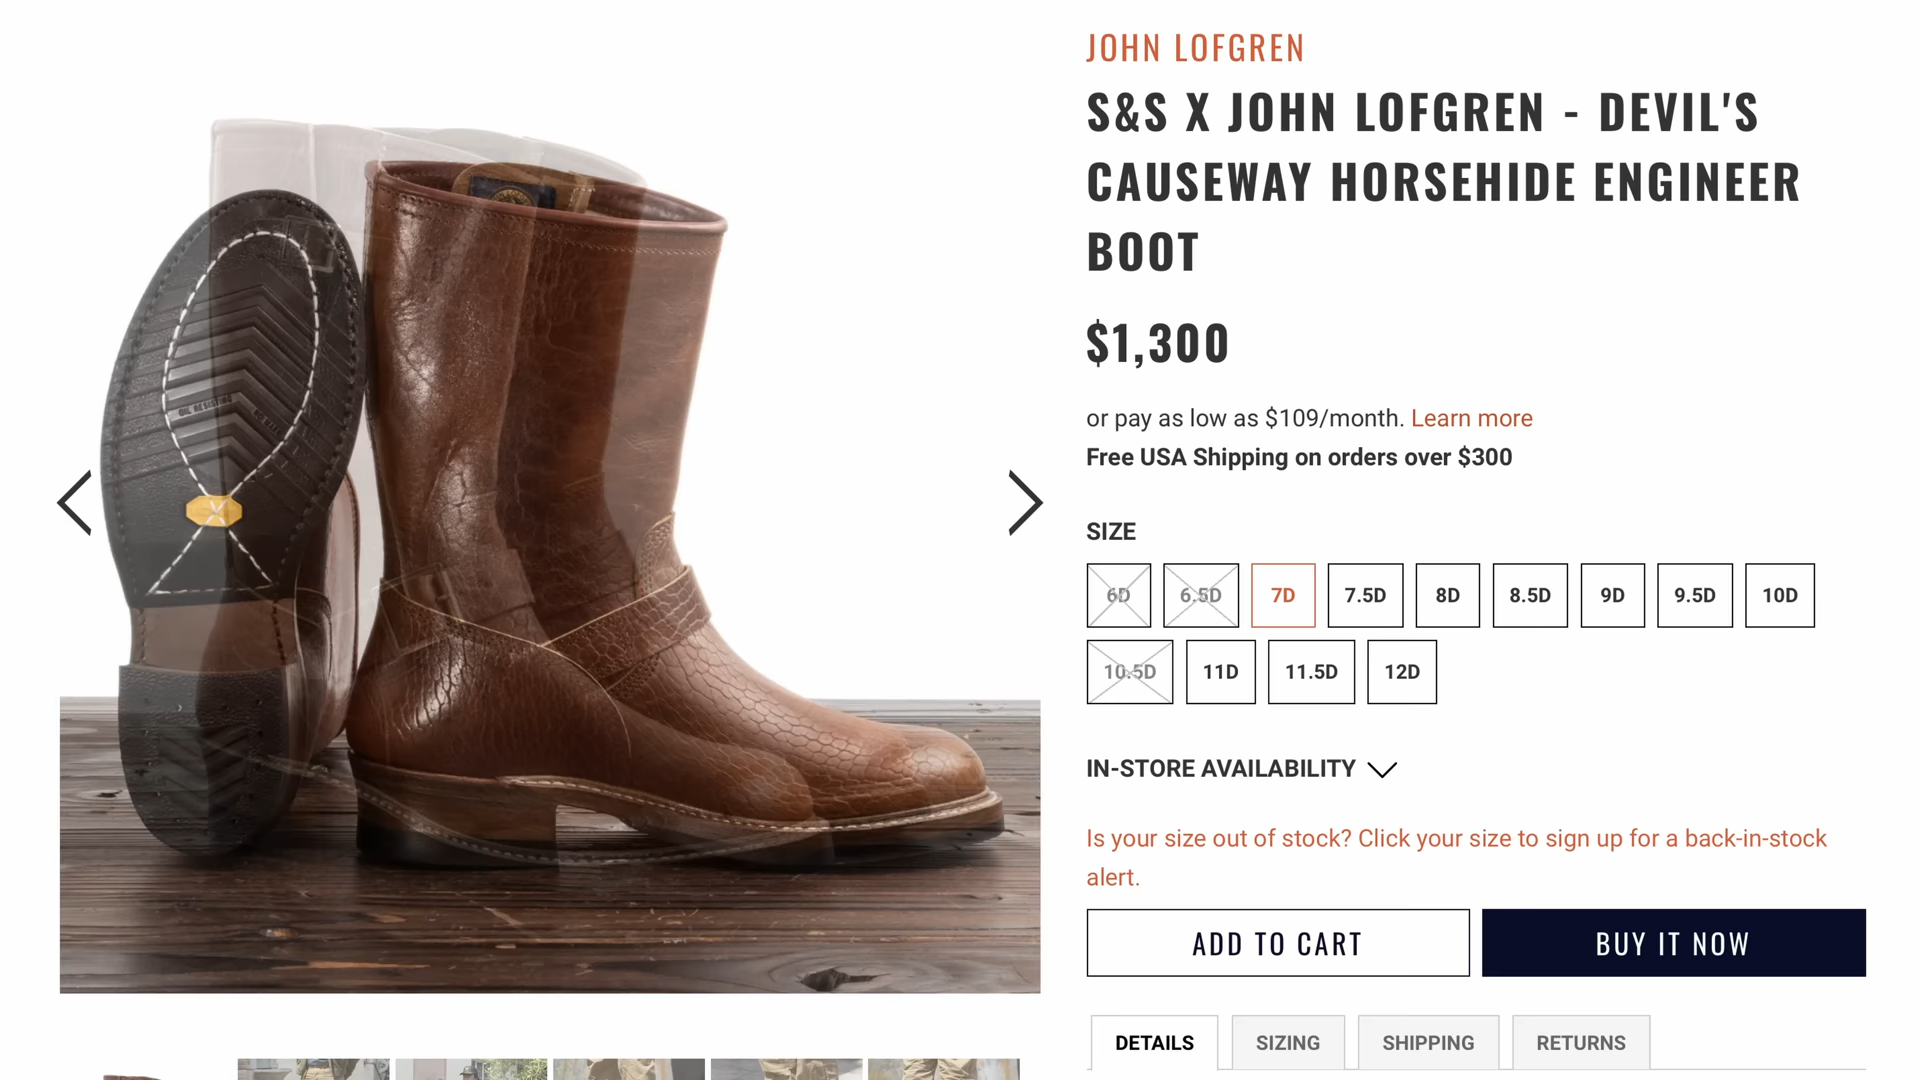 JOHN LOFGREN
S&S X JOHN LOFGREN - DEVIL'S
CAUSEWAY HORSEHIDE ENGINEER
BOOT
$1,300
or pay as low as $109/month. Learn more
Free USA Shipping on orders over $300
SIZE
6D 6.5D 7D 7.5D 8D 8.5D 9D 9.5D 10D
10.5D 11D 11.5D 12D
IN-STORE AVAILABILITY
Is your size out of stock? Click your size to sign up for a back-in-stock
alert.
ADD TO CART BUY IT NOW
DETAILS SIZING SHIPPING RETURNS
OIL RESISTING